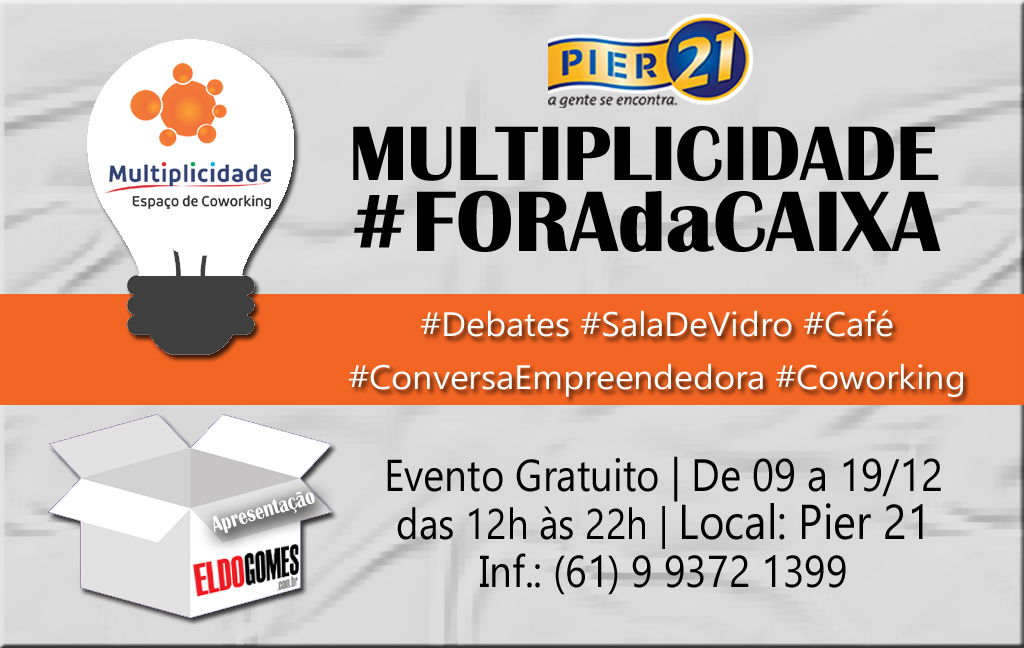 PIER 21
a gente se encontra.
Multiplicidade
Espaço de Coworking
MULTIPLICIDADE
#FORAdaCAIXA
#Debates #SalaDeVidro #Café
#ConversaEmpreendedora #Coworking
Apresentação
ELDOGOMES
.com.br
Evento Gratuito | De 09 a 19/12
das 12h às 22h | Local: Pier 21
Inf.: (61) 9 9372 1399